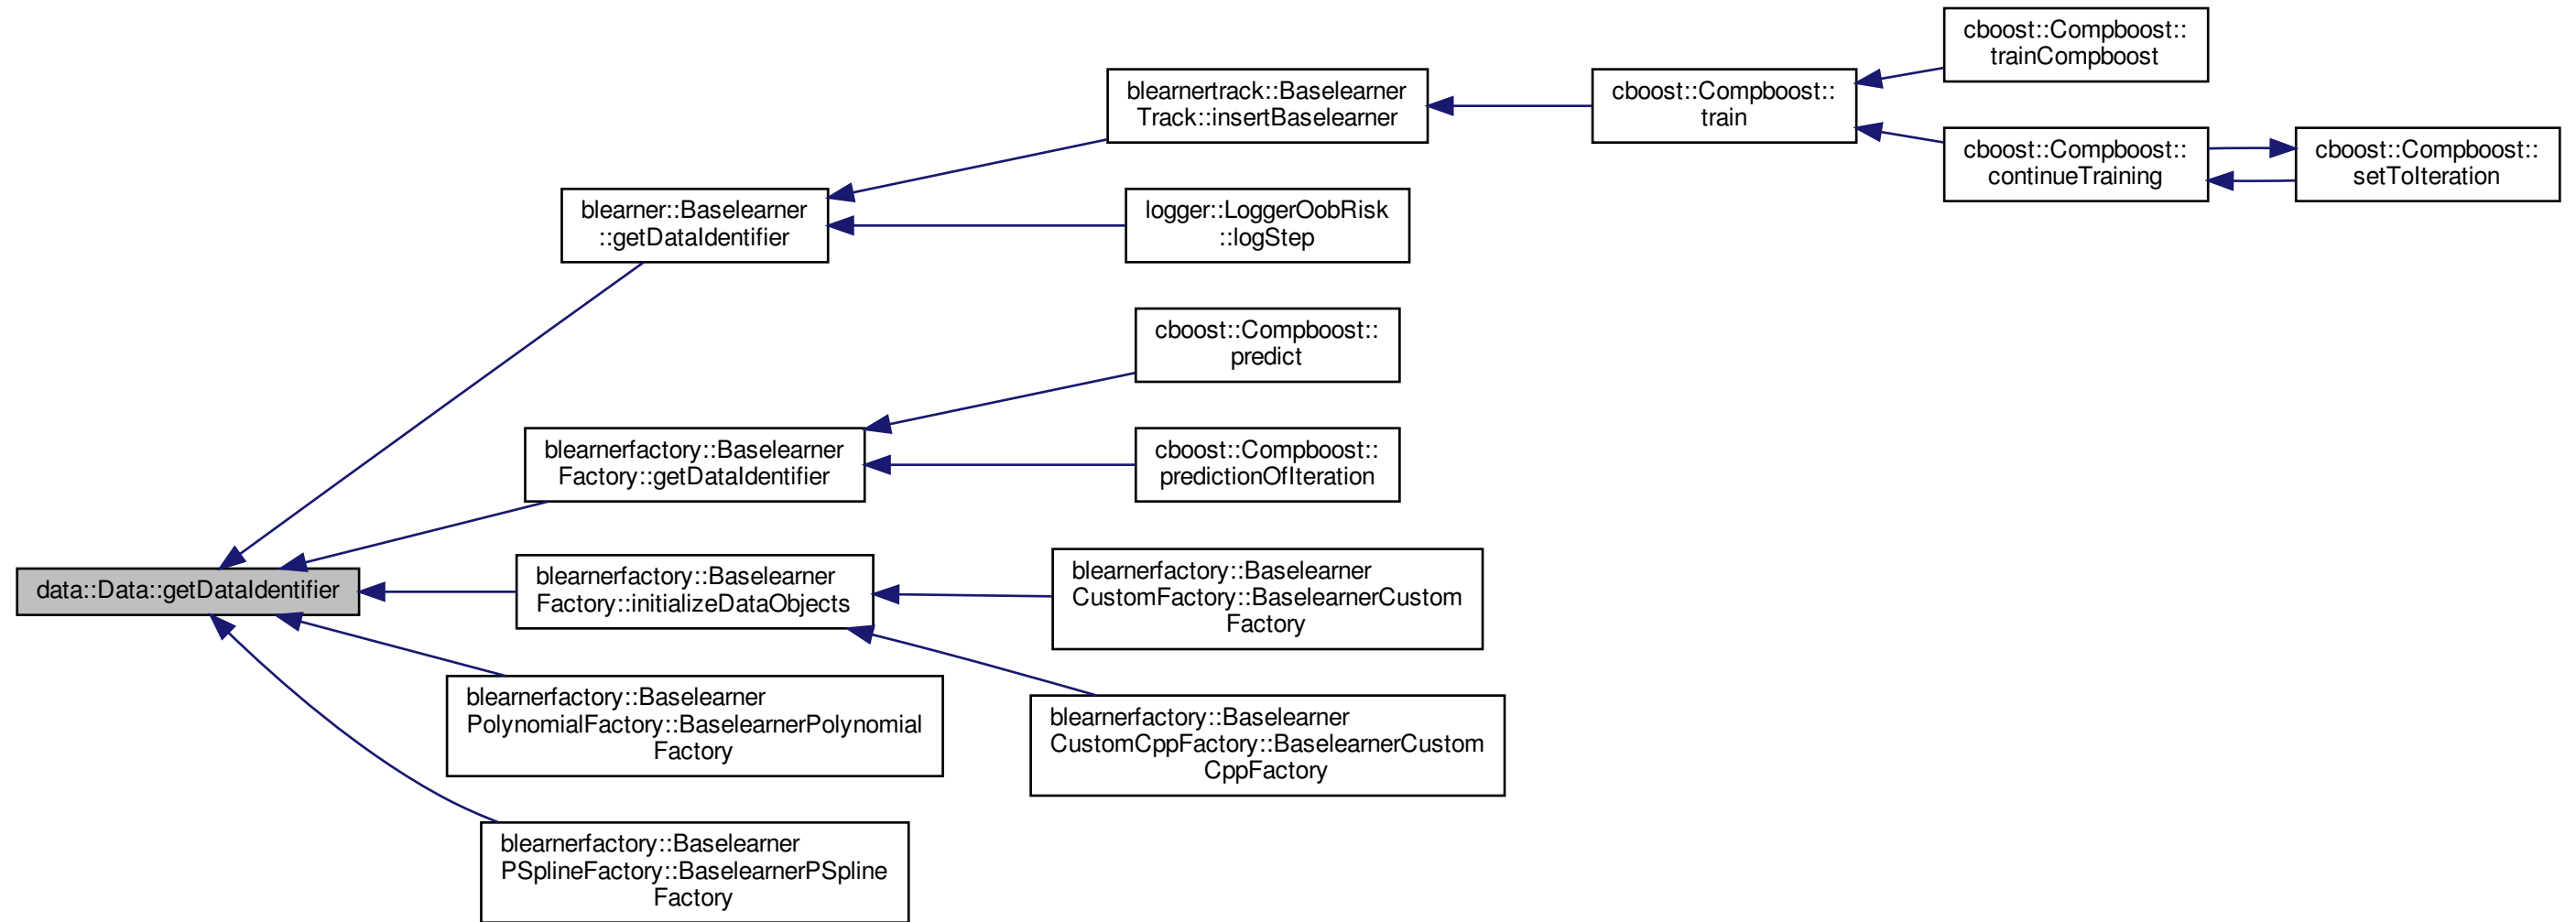 cboost::Compboost::
trainCompboost
blearnertrack::Baselearner
Track::insertBaselearner
cboost::Compboost::
train
cboost::Compboost::
continueTraining
cboost::Compboost::
setToIteration
blearner::Baselearner
::getDataIdentifier
logger::LoggerOobRisk
::logStep
cboost::Compboost::
predict
blearnerfactory::Baselearner
Factory::getDataIdentifier
cboost::Compboost::
predictionOfIteration
data::Data::getDataIdentifier
blearnerfactory::Baselearner
Factory::initializeDataObjects
blearnerfactory::Baselearner
CustomFactory::BaselearnerCustom
Factory
blearnerfactory::Baselearner
PolynomialFactory::BaselearnerPolynomial
Factory
blearnerfactory::Baselearner
CustomCppFactory::BaselearnerCustom
CppFactory
blearnerfactory::Baselearner
PSplineFactory::BaselearnerPSpline
Factory